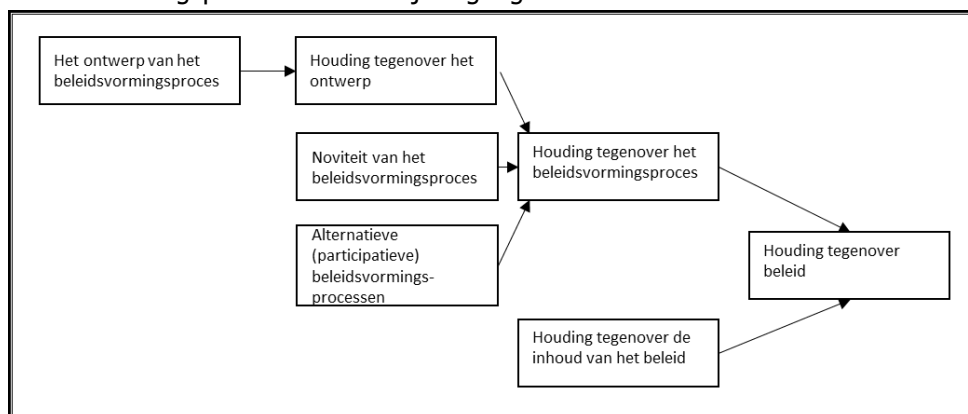 Het ontwerp van het
beleidsvormingsproces
Houding tegenover het
ontwerp
Noviteit van het
beleidsvormingsproces
Houding tegenover het
beleidsvormingsproces
Alternatieve
(participatieve)
beleidsvormings-
processen
Houding tegenover
beleid
Houding tegenover de
inhoud van het beleid